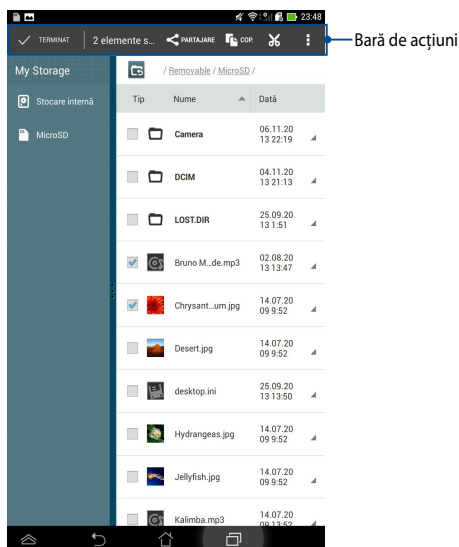 23:48
TERMINAT 2 elemente s... PARTAJARE COP. Bară de acțiuni
My Storage / Removable / MicroSD /
Stocare internă Tip Nume Dată
MicroSD
Camera 06.11.20
13 22:19
DCIM 04.11.20
13 21:13
LOST.DIR 25.09.20
13 1:51
Bruno M...de.mp3 02.08.20
13 13:47
Chrysant...um.jpg 14.07.20
09 9:52
Desert.jpg 14.07.20
09 9:52
desktop.ini 25.09.20
13 13:50
Hydrangeas.jpg 14.07.20
09 9:52
Jellyfish.jpg 14.07.20
09 9:52
Kalimba.mp3 14.07.20
09 13:52